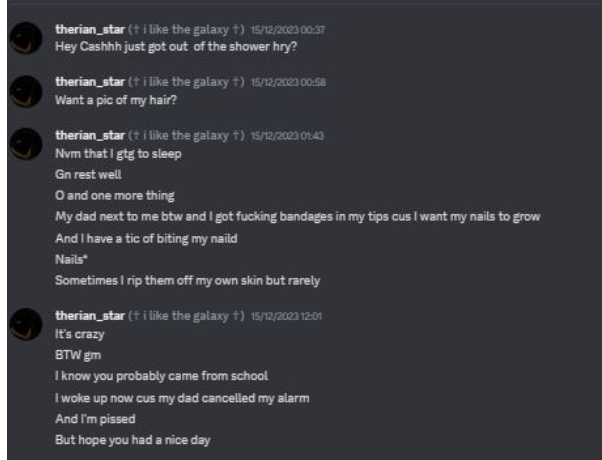 therian_star († i like the galaxy †) 15/12/2023 00:37
Hey Cashhh just got out of the shower hry?
therian_star († i like the galaxy †) 15/12/2023 00:58
Want a pic of my hair?
therian_star († i like the galaxy †) 15/12/2023 01:43
Nvm that I gtg to sleep
Gn rest well
O and one more thing
My dad next to me btw and I got fucking bandages in my tips cus I want my nails to grow
And I have a tic of biting my naild
Nails*
Sometimes I rip them off my own skin but rarely
therian_star († i like the galaxy †) 15/12/2023 12:01
It's crazy
BTW gm
I know you probably came from school
I woke up now cus my dad cancelled my alarm
And I'm pissed
But hope you had a nice day